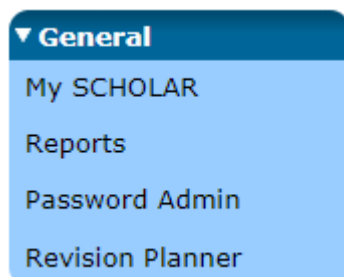 General
My SCHOLAR
Reports
Password Admin
Revision Planner